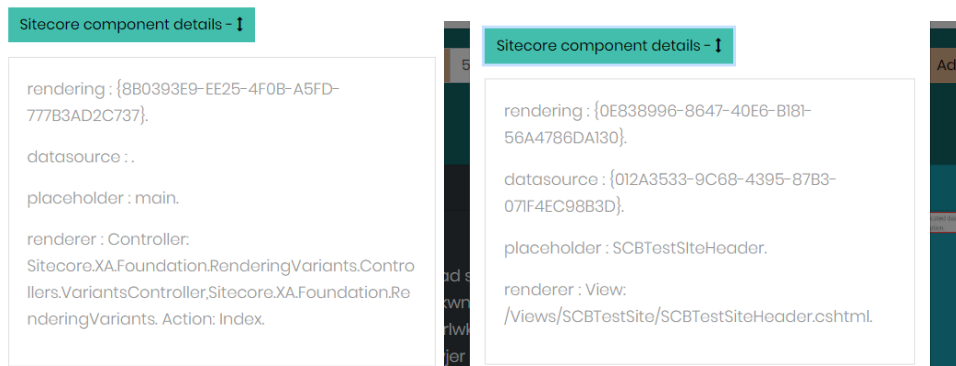 Sitecore component details - ↕
rendering : {8B0393E9-EE25-4F0B-A5FD-
777B3AD2C737}.
datasource : .
placeholder : main.
renderer : Controller:
Sitecore.XA.Foundation.RenderingVariants.Contro
llers.VariantsController,Sitecore.XA.Foundation.Re
nderingVariants. Action: Index.
5
Sitecore component details - ↕
rendering : {0E838996-8647-40E6-B181-
56A4786DA130}.
datasource : {012A3533-9C68-4395-87B3-
071F4EC98B3D}.
placeholder : SCBTestSIteHeader.
renderer : View:
/Views/SCBTestSite/SCBTestSiteHeader.cshtml.
Ad